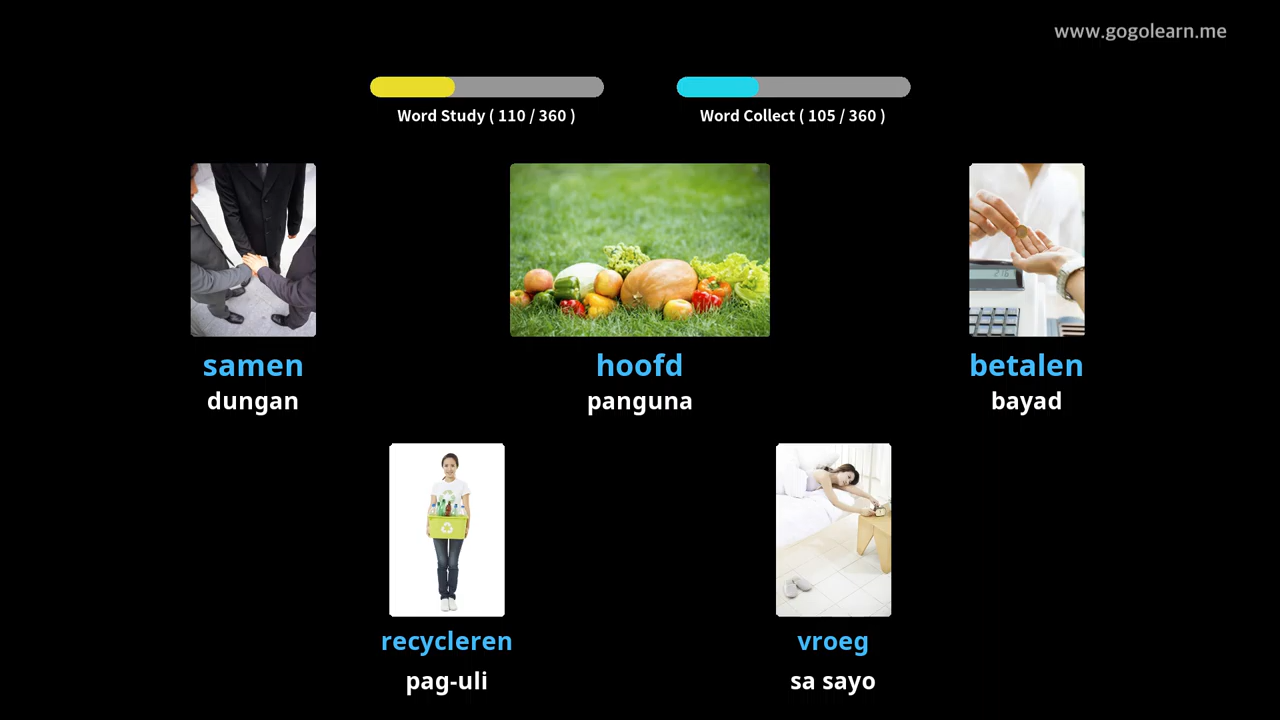 www.gogolearn.me
Word Study ( 110 / 360 )
Word Collect ( 105 / 360 )
samen
dungan
hoofd
panguna
betalen
bayad
recycleren
pag-uli
vroeg
sa sayo